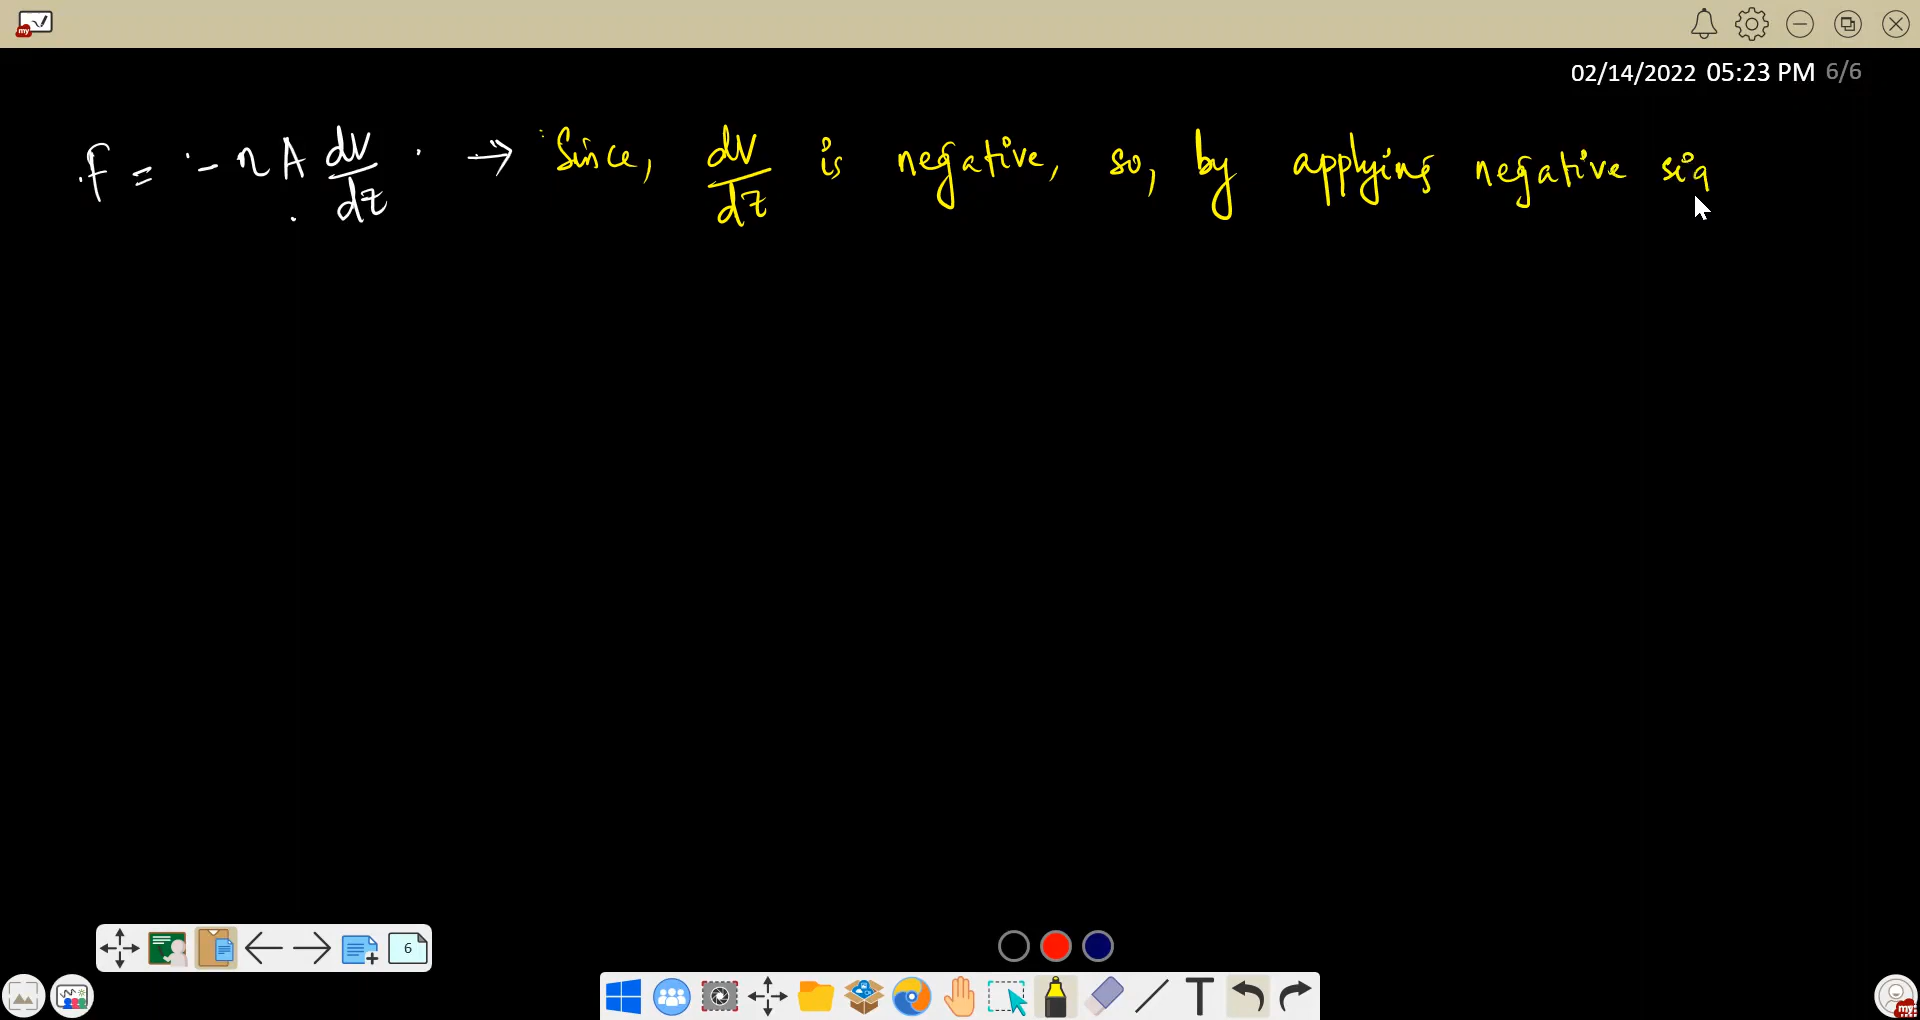 02/14/2022 05:23 PM 6/6
f = - η A dv/dz → Since, dv/dz is negative, so, by applying negative sig
6